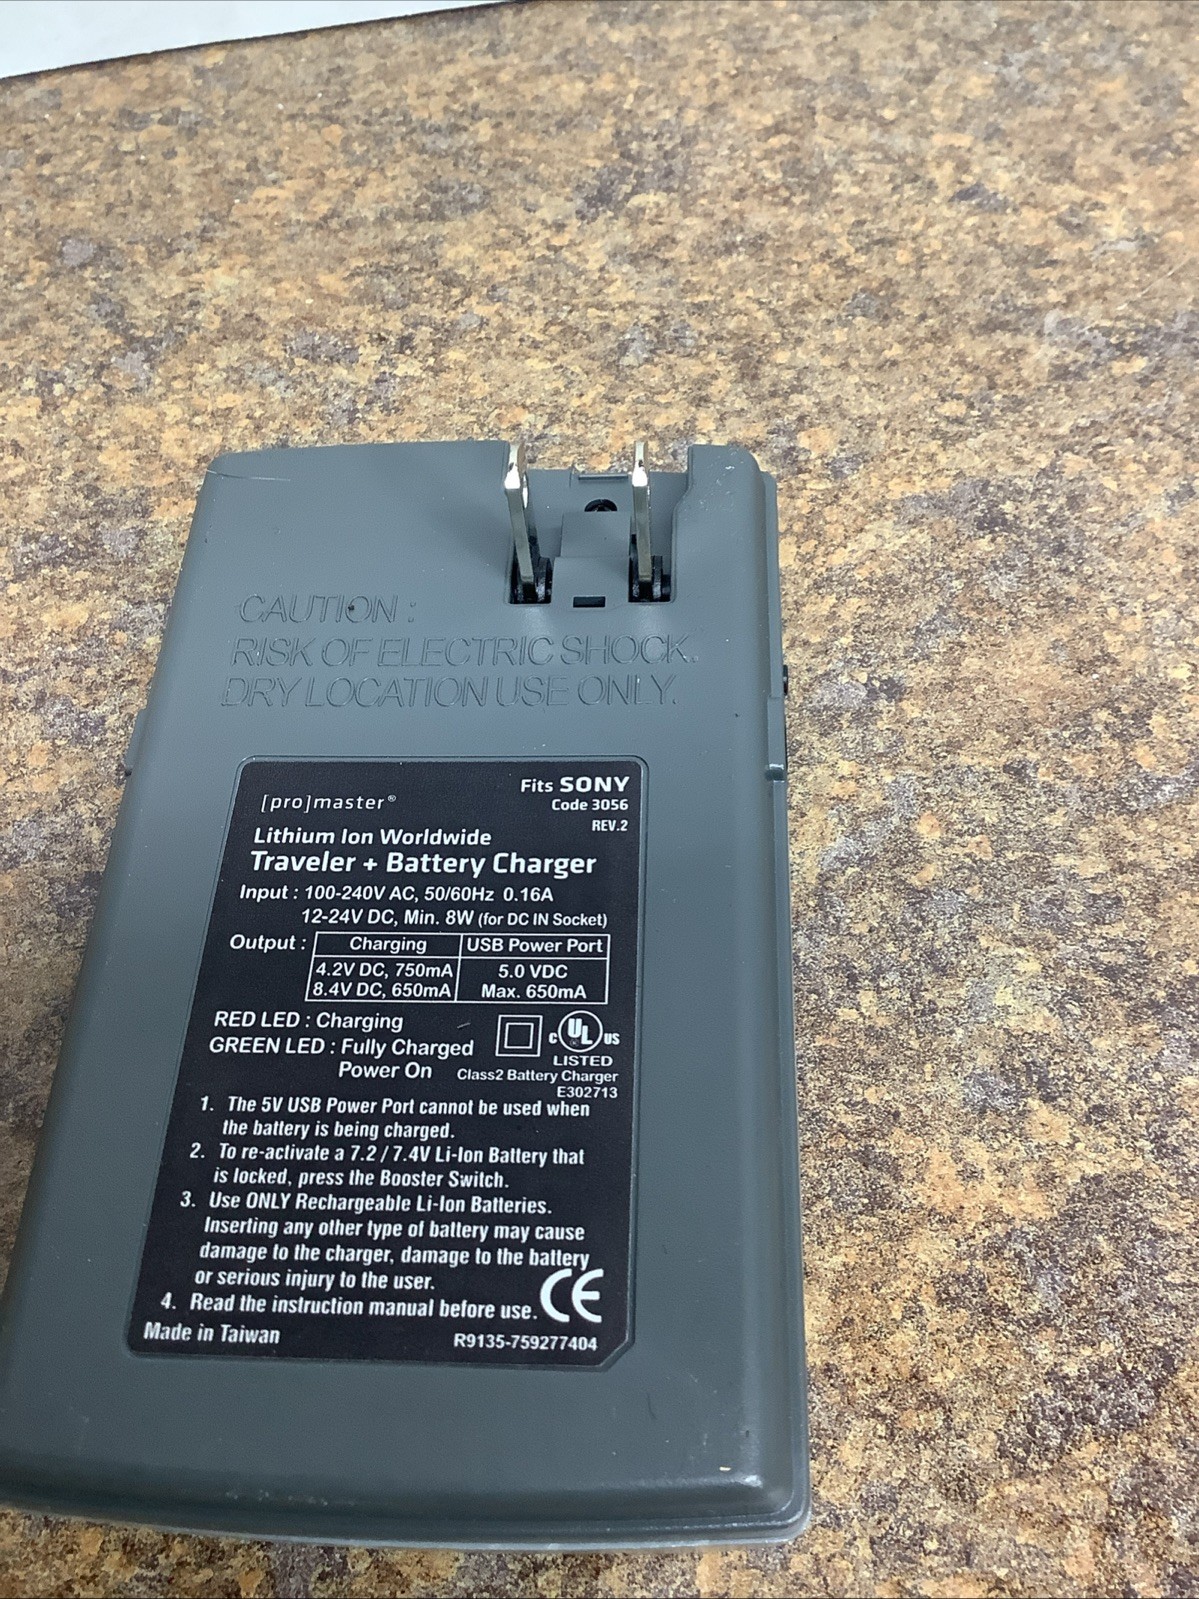 CAUTION :
RISK OF ELECTRIC SHOCK.
DRY LOCATION USE ONLY.
[pro]master®
Fits SONY
Code 3056
REV.2
Lithium Ion Worldwide
Traveler + Battery Charger
Input : 100-240V AC, 50/60Hz 0.16A
12-24V DC, Min. 8W (for DC IN Socket)
Output : Charging USB Power Port
4.2V DC, 750mA 5.0 VDC
8.4V DC, 650mA Max. 650mA
RED LED : Charging
GREEN LED : Fully Charged
Power On
C UL US
LISTED
Class2 Battery Charger
E302713
1. The 5V USB Power Port cannot be used when
the battery is being charged.
2. To re-activate a 7.2 / 7.4V Li-Ion Battery that
is locked, press the Booster Switch.
3. Use ONLY Rechargeable Li-Ion Batteries.
Inserting any other type of battery may cause
damage to the charger, damage to the battery
or serious injury to the user.
4. Read the instruction manual before use.
CE
Made in Taiwan
R9135-759277404